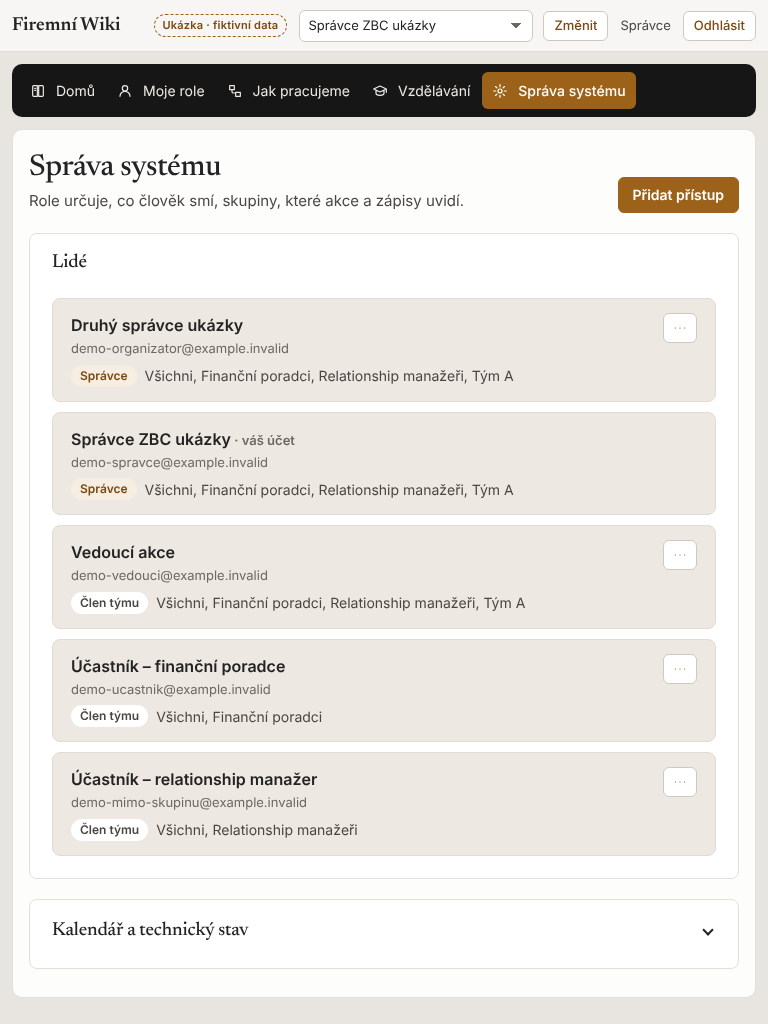 Firemní Wiki
Ukázka · fiktivní data
Správce ZBC ukázky
Změnit
Správce
Odhlásit
Domů
Moje role
Jak pracujeme
Vzdělávání
Správa systému
Správa systému
Role určuje, co člověk smí, skupiny, které akce a zápisy uvidí.
Přidat přístup
Lidé
Druhý správce ukázky
···
demo-organizator@example.invalid
Správce Všichni, Finanční poradci, Relationship manažeři, Tým A
Správce ZBC ukázky · váš účet
demo-spravce@example.invalid
Správce Všichni, Finanční poradci, Relationship manažeři, Tým A
Vedoucí akce
···
demo-vedouci@example.invalid
Člen týmu Všichni, Finanční poradci, Relationship manažeři, Tým A
Účastník – finanční poradce
···
demo-ucastnik@example.invalid
Člen týmu Všichni, Finanční poradci
Účastník – relationship manažer
···
demo-mimo-skupinu@example.invalid
Člen týmu Všichni, Relationship manažeři
Kalendář a technický stav